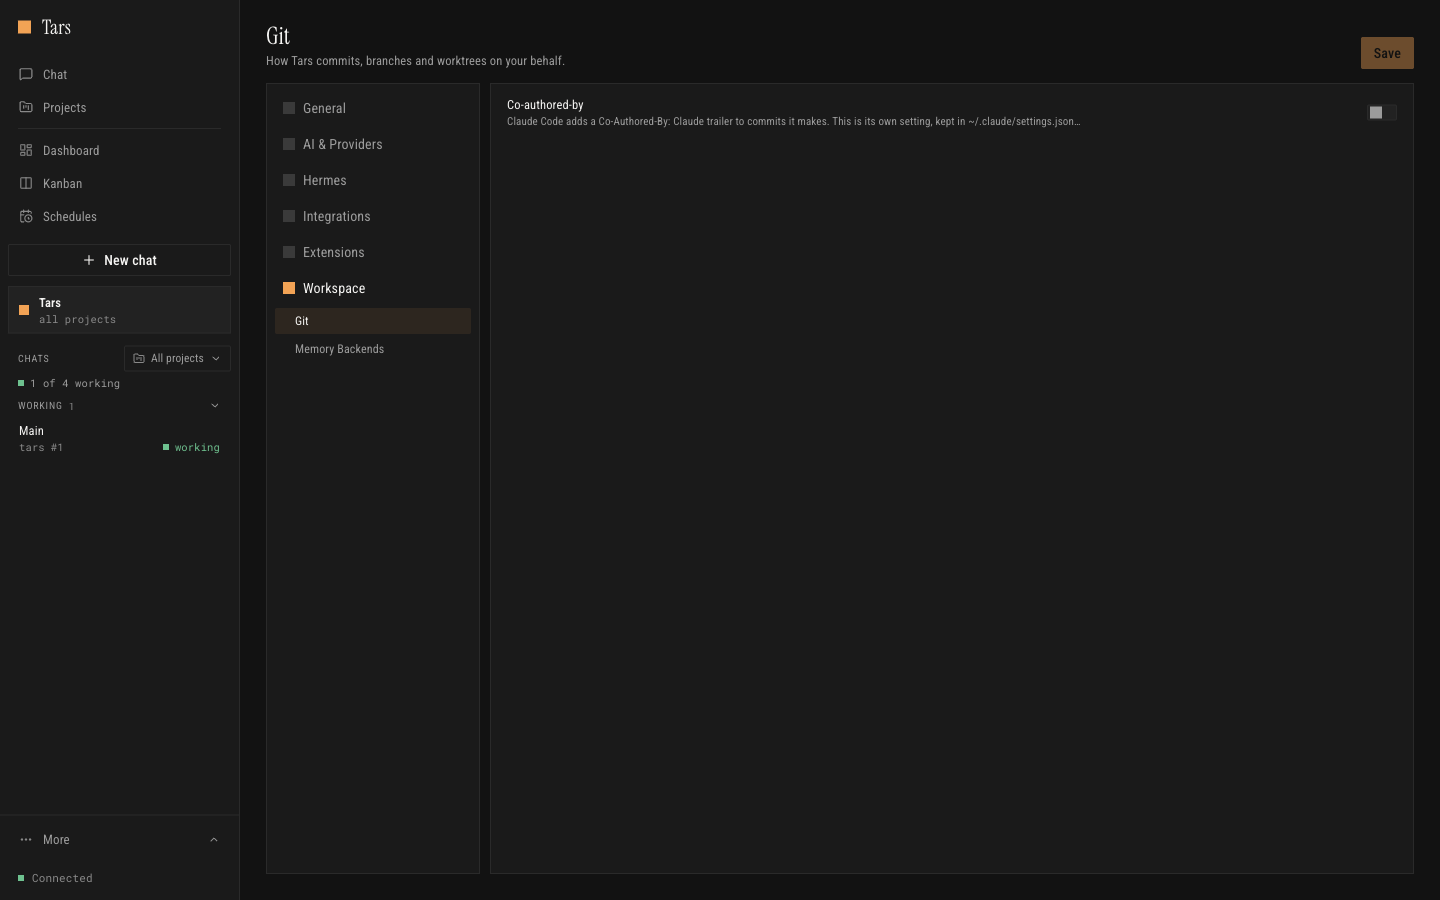 Tars
Chat
Projects
Dashboard
Kanban
Schedules
New chat
Tars
all projects
CHATS
All projects
1 of 4 working
WORKING 1
Main
tars #1
working
More
Connected
Git
How Tars commits, branches and worktrees on your behalf.
Save
General
AI & Providers
Hermes
Integrations
Extensions
Workspace
Git
Memory Backends
Co-authored-by
Claude Code adds a Co-Authored-By: Claude trailer to commits it makes. This is its own setting, kept in ~/.claude/settings.json…